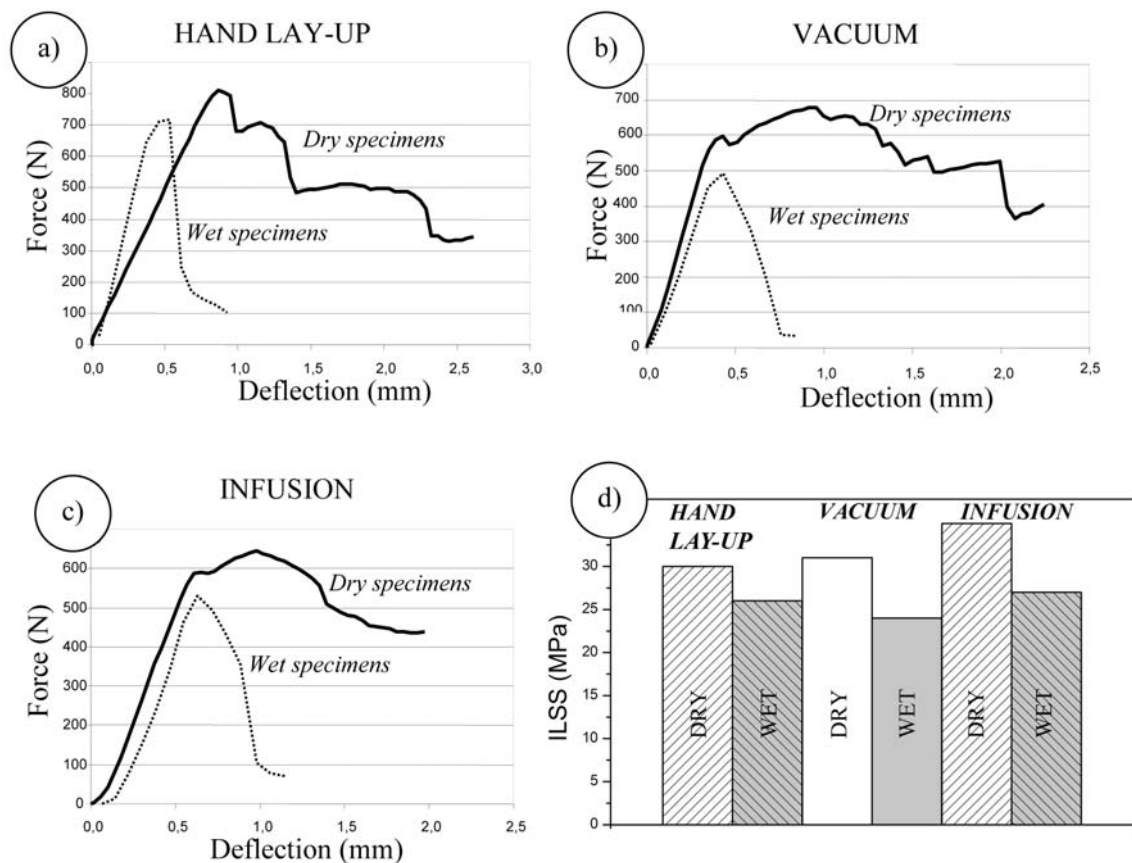 a)
HAND LAY-UP
Force (N)
800
700
600
500
400
300
200
100
0
Dry specimens
Wet specimens
0,0 0,5 1,0 1,5 2,0 2,5 3,0
Deflection (mm)
b)
VACUUM
Force (N)
700
600
500
400
300
200
100
0
Dry specimens
Wet specimens
0,0 0,5 1,0 1,5 2,0 2,5
Deflection (mm)
c)
INFUSION
Force (N)
600
500
400
300
200
100
0
Dry specimens
Wet specimens
0,0 0,5 1,0 1,5 2,0 2,5
Deflection (mm)
d)
HAND
LAY-UP
VACUUM
INFUSION
ILSS (MPa)
30
25
20
15
10
5
0
DRY
WET
DRY
WET
DRY
WET